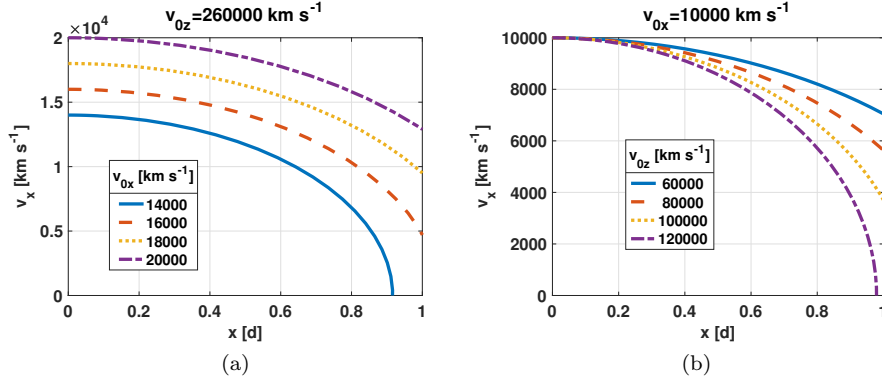 v0z=260000 km s-1
×10^4
2
1.5
1
0.5
0
vx [km s-1]
v0x [km s-1]
14000
16000
18000
20000
0 0.2 0.4 0.6 0.8 1
x [d]
(a)
v0x=10000 km s-1
10000
8000
6000
4000
2000
0
vx [km s-1]
v0z [km s-1]
60000
80000
100000
120000
0 0.2 0.4 0.6 0.8 1
x [d]
(b)